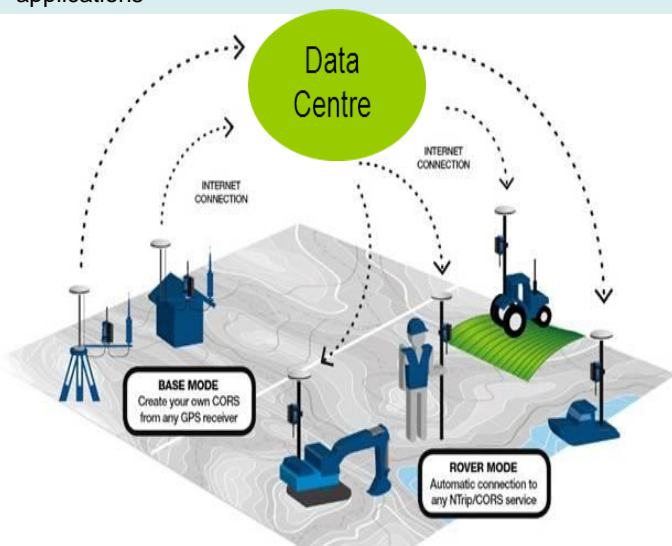 applications
Data
Centre
INTERNET
CONNECTION
INTERNET
CONNECTION
BASE MODE
Create your own CORS
from any GPS receiver
ROVER MODE
Automatic connection to
any NTrip/CORS service